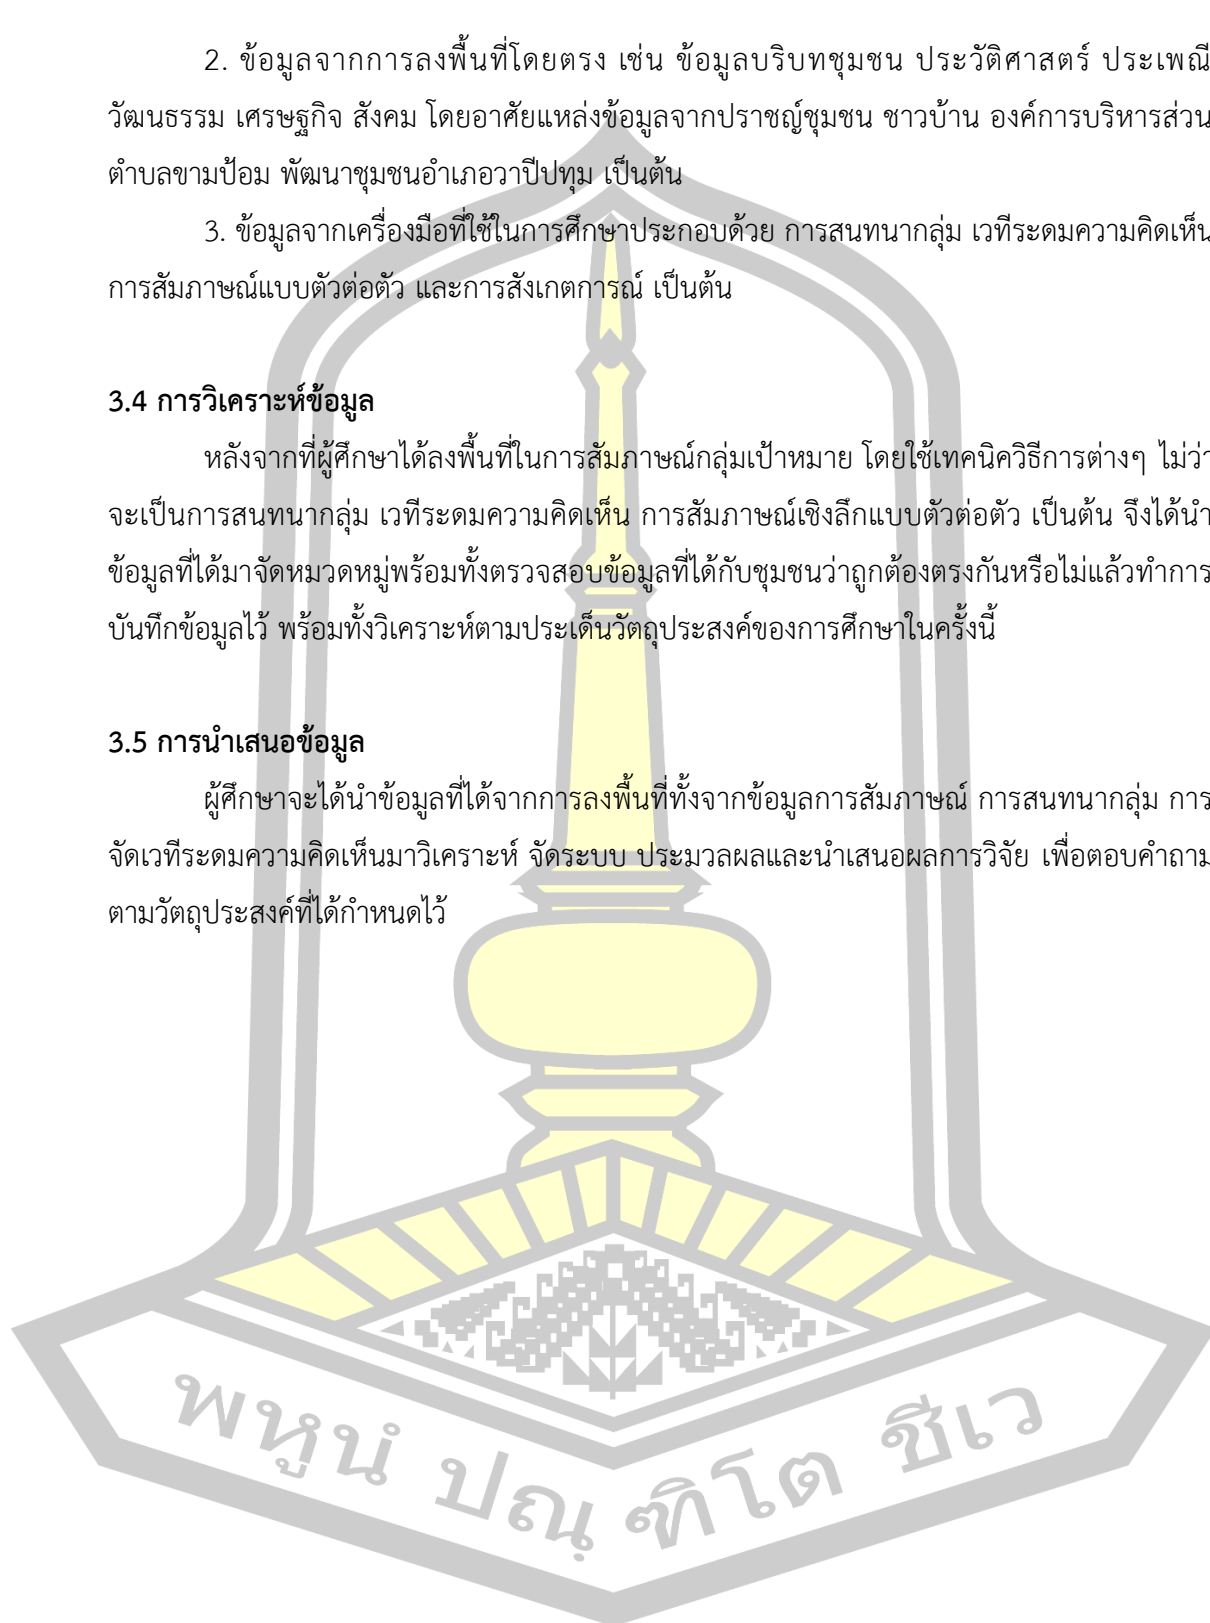 2. ข้อมูลจากการลงพื้นที่โดยตรง เช่น ข้อมูลบริบทชุมชน ประวัติศาสตร์ ประเพณี
วัฒนธรรม เศรษฐกิจ สังคม โดยอาศัยแหล่งข้อมูลจากปราชญ์ชุมชน ชาวบ้าน องค์การบริหารส่วน
ตำบลขามป้อม พัฒนาชุมชนอำเภอวาปีปทุม เป็นต้น
3. ข้อมูลจากเครื่องมือที่ใช้ในการศึกษาประกอบด้วย การสนทนากลุ่ม เวทีระดมความคิดเห็น
การสัมภาษณ์แบบตัวต่อตัว และการสังเกตการณ์ เป็นต้น
3.4 การวิเคราะห์ข้อมูล
หลังจากที่ผู้ศึกษาได้ลงพื้นที่ในการสัมภาษณ์กลุ่มเป้าหมาย โดยใช้เทคนิควิธีการต่างๆ ไม่ว่า
จะเป็นการสนทนากลุ่ม เวทีระดมความคิดเห็น การสัมภาษณ์เชิงลึกแบบตัวต่อตัว เป็นต้น จึงได้นำ
ข้อมูลที่ได้มาจัดหมวดหมู่พร้อมทั้งตรวจสอบข้อมูลที่ได้กับชุมชนว่าถูกต้องตรงกันหรือไม่แล้วทำการ
บันทึกข้อมูลไว้ พร้อมทั้งวิเคราะห์ตามประเด็นวัตถุประสงค์ของการศึกษาในครั้งนี้
3.5 การนำเสนอข้อมูล
ผู้ศึกษาจะได้นำข้อมูลที่ได้จากการลงพื้นที่ทั้งจากข้อมูลการสัมภาษณ์ การสนทนากลุ่ม การ
จัดเวทีระดมความคิดเห็นมาวิเคราะห์ จัดระบบ ประมวลผลและนำเสนอผลการวิจัย เพื่อตอบคำถาม
ตามวัตถุประสงค์ที่ได้กำหนดไว้
พหูนํ ปณฺฑิโต ชีเว